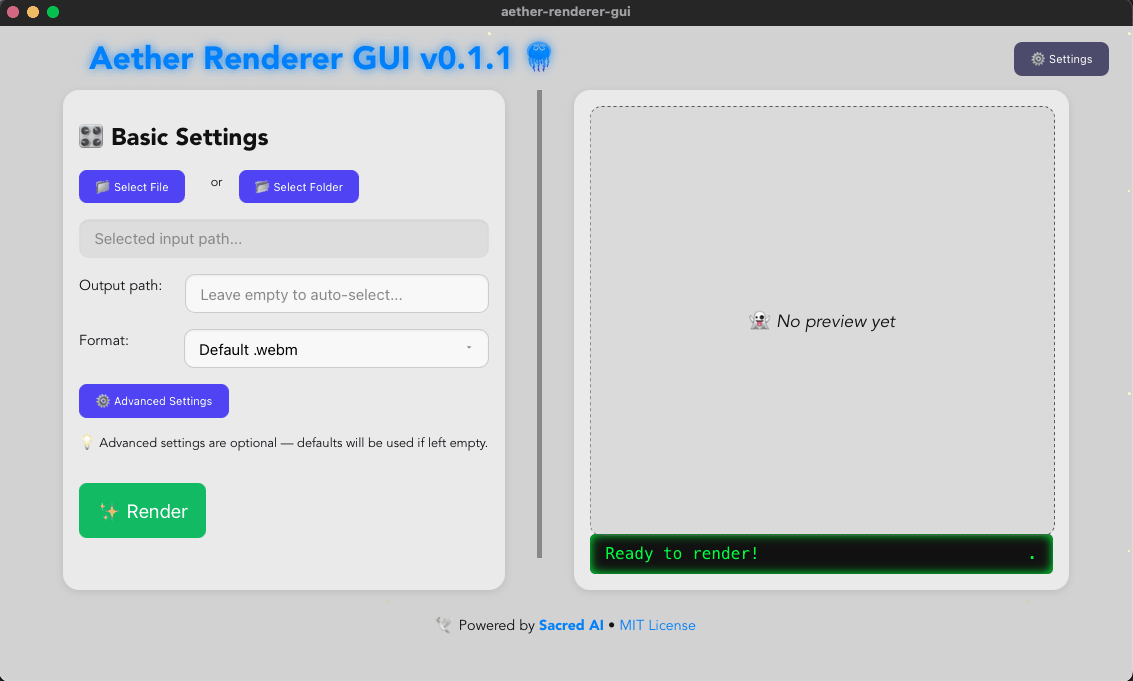 aether-renderer-gui
Aether Renderer GUI v0.1.1
Settings
Basic Settings
Select File or Select Folder
Selected input path...
Output path: Leave empty to auto-select...
Format: Default .webm
Advanced Settings
Advanced settings are optional — defaults will be used if left empty.
Render
No preview yet
Ready to render! .
Powered by Sacred AI • MIT License